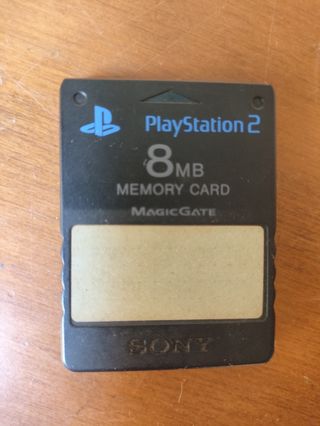 PlayStation 2
8MB
MEMORY CARD
MAGICGATE
SONY